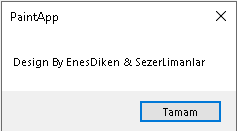 PaintApp
Design By EnesDiken & SezerLimanlar
Tamam